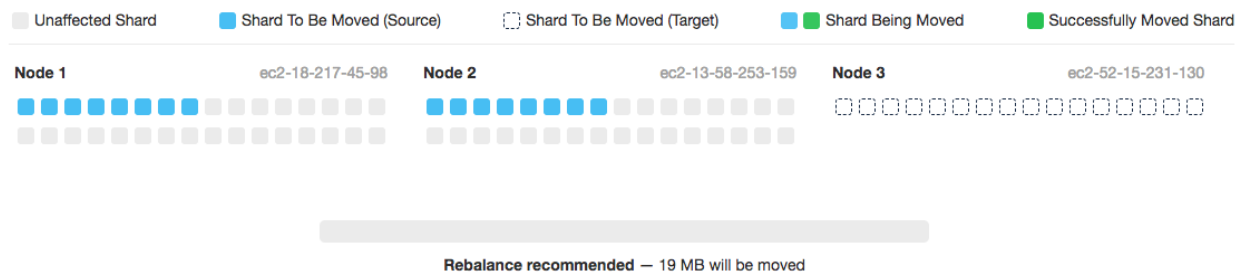 Unaffected Shard Shard To Be Moved (Source) Shard To Be Moved (Target) Shard Being Moved Successfully Moved Shard
Node 1 ec2-18-217-45-98 Node 2 ec2-13-58-253-159 Node 3 ec2-52-15-231-130
Rebalance recommended — 19 MB will be moved